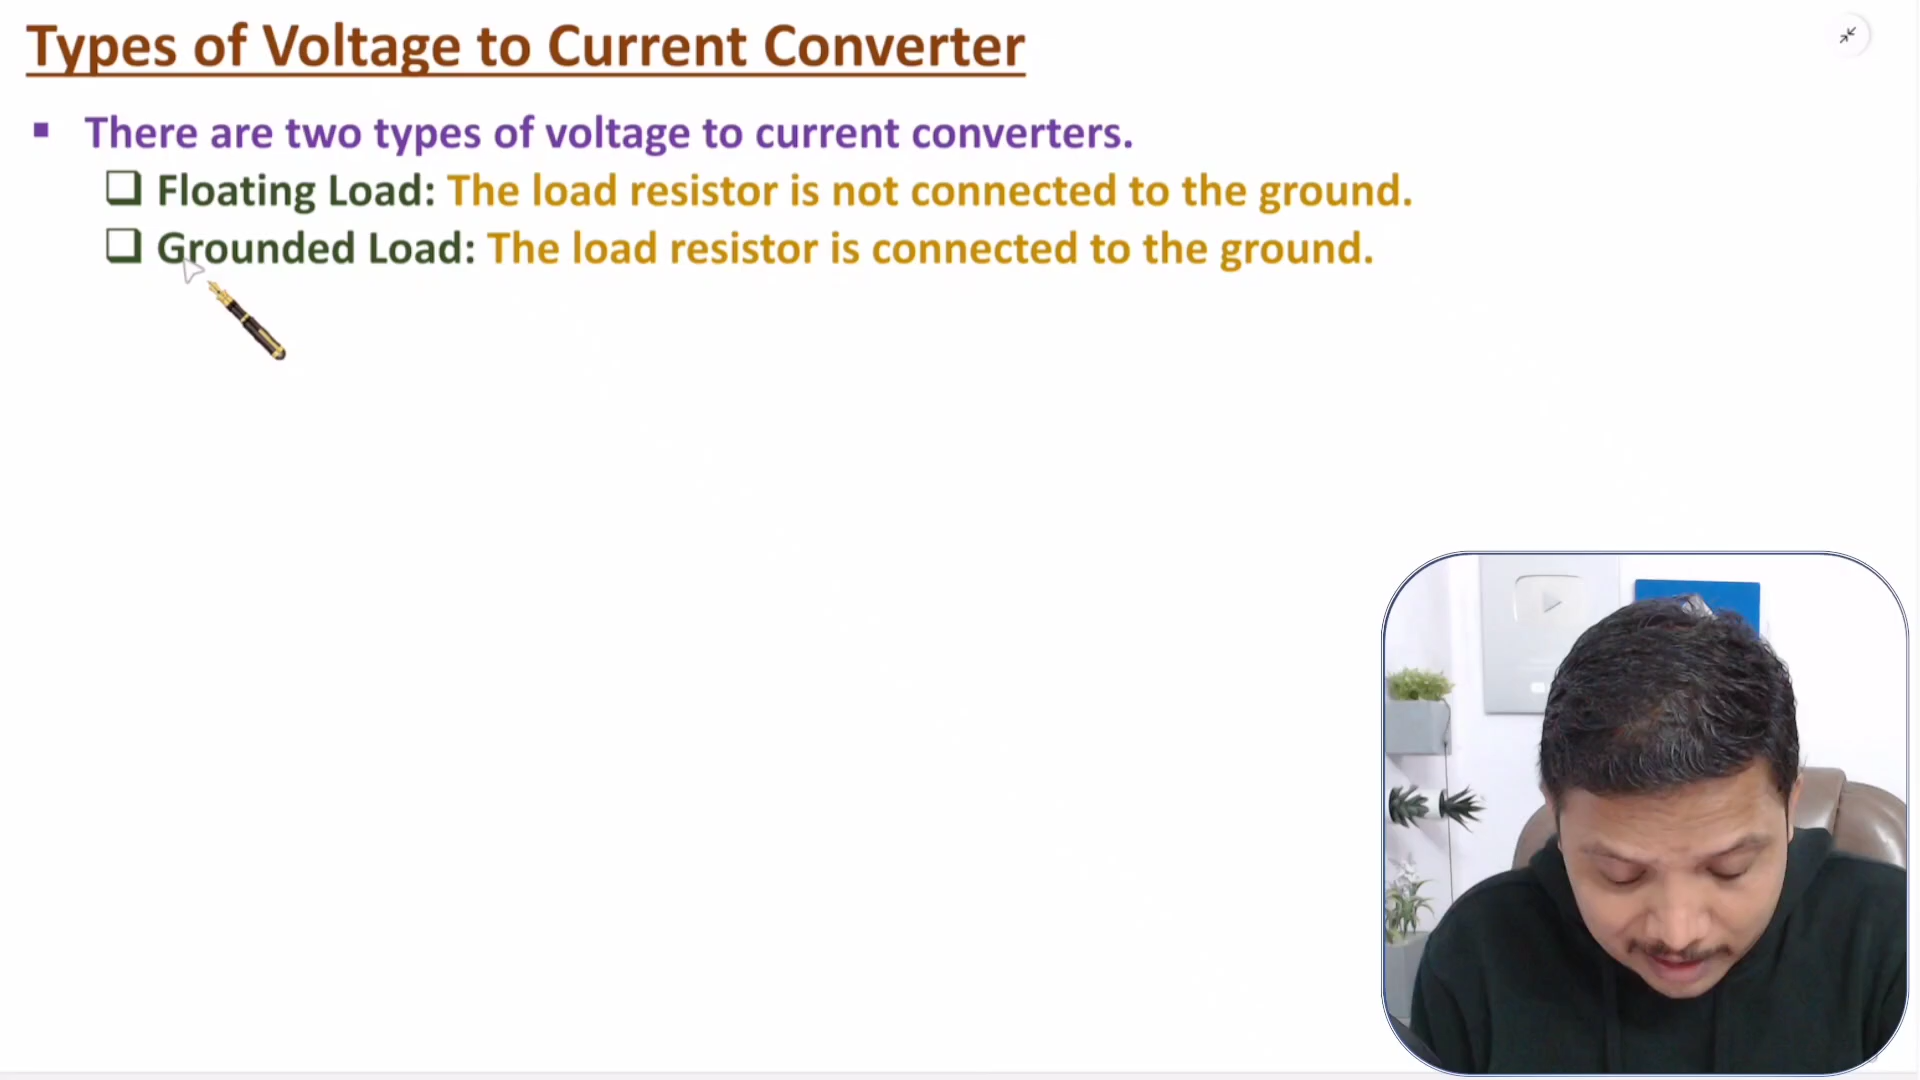 Types of Voltage to Current Converter
▪ There are two types of voltage to current converters.
❑ Floating Load: The load resistor is not connected to the ground.
❑ Grounded Load: The load resistor is connected to the ground.